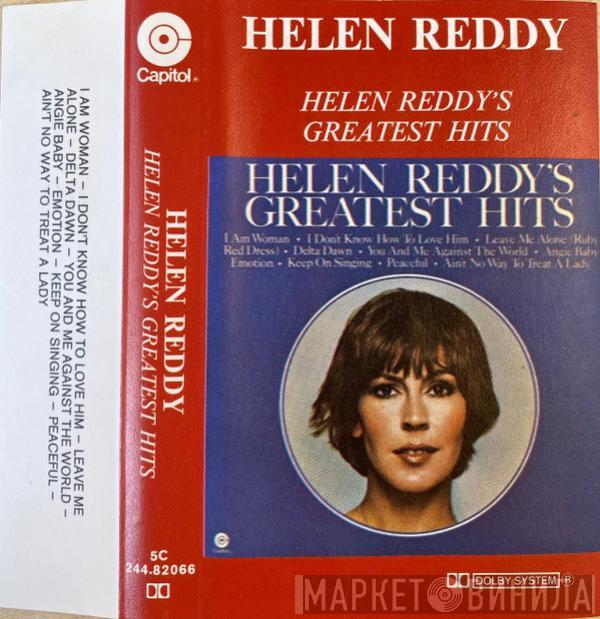 I AM WOMAN – I DON'T KNOW HOW TO LOVE HIM – LEAVE ME
ALONE – DELTA DAWN – YOU AND ME AGAINST THE WORLD –
ANGIE BABY – EMOTION – KEEP ON SINGING – PEACEFUL –
AIN'T NO WAY TO TREAT A LADY
Capitol®
HELEN REDDY
HELEN REDDY'S GREATEST HITS
5C
244.82066
HELEN REDDY
HELEN REDDY'S
GREATEST HITS
HELEN REDDY'S
GREATEST HITS
I Am Woman • I Don't Know How To Love Him • Leave Me Alone (Ruby
Red Dress) • Delta Dawn • You And Me Against The World • Angie Baby
Emotion • Keep On Singing • Peaceful • Ain't No Way To Treat A Lady
DOLBY SYSTEM ®
МАРКЕТ ВИНИЛА